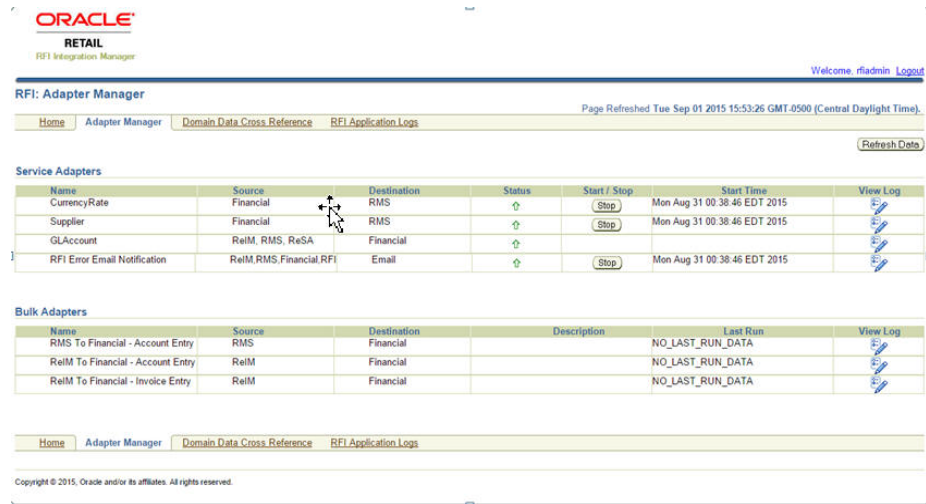 ORACLE®
RETAIL
RFI Integration Manager
Welcome, rfiadmin Logout
RFI: Adapter Manager
Page Refreshed Tue Sep 01 2015 15:53:26 GMT-0500 (Central Daylight Time).
Home Adapter Manager Domain Data Cross Reference RFI Application Logs
Refresh Data
Service Adapters
Name Source Destination Status Start / Stop Start Time View Log
CurrencyRate Financial RMS Stop Mon Aug 31 00:38:46 EDT 2015
Supplier Financial RMS Stop Mon Aug 31 00:38:46 EDT 2015
GLAccount ReIM, RMS, ReSA Financial
RFI Error Email Notification ReIM,RMS,Financial,RFI Email Stop Mon Aug 31 00:38:46 EDT 2015
Bulk Adapters
Name Source Destination Description Last Run View Log
RMS To Financial - Account Entry RMS Financial NO_LAST_RUN_DATA
ReIM To Financial - Account Entry ReIM Financial NO_LAST_RUN_DATA
ReIM To Financial - Invoice Entry ReIM Financial NO_LAST_RUN_DATA
Home Adapter Manager Domain Data Cross Reference RFI Application Logs
Copyright © 2015, Oracle and/or its affiliates. All rights reserved.